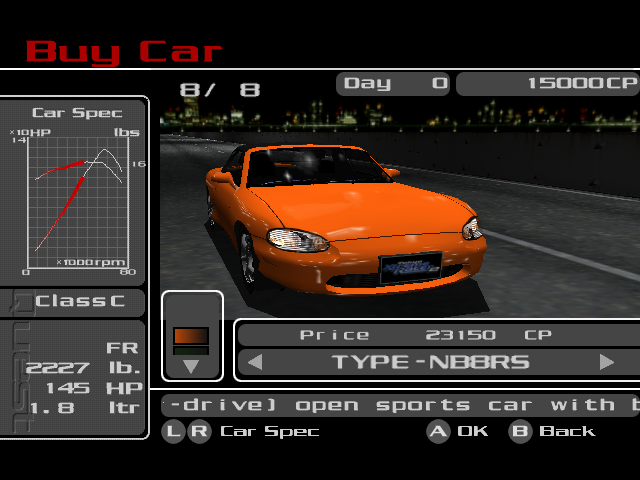 Buy Car
8/ 8
Day 0
15000CP
Car Spec
×10HP lbs
14
16
×1000rpm
0 80
Class C
FR
2227 lb.
145 HP
1.8 ltr
Price 23150 CP
TYPE-NB8RS
-drive) open sports car with b
L R Car Spec A OK B Back